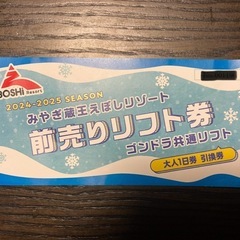 BOSHI
Resort
2024-2025 SEASON
みやぎ蔵王えぼしリゾート
前売りリフト券
ゴンドラ共通リフト
大人1日券 引換券